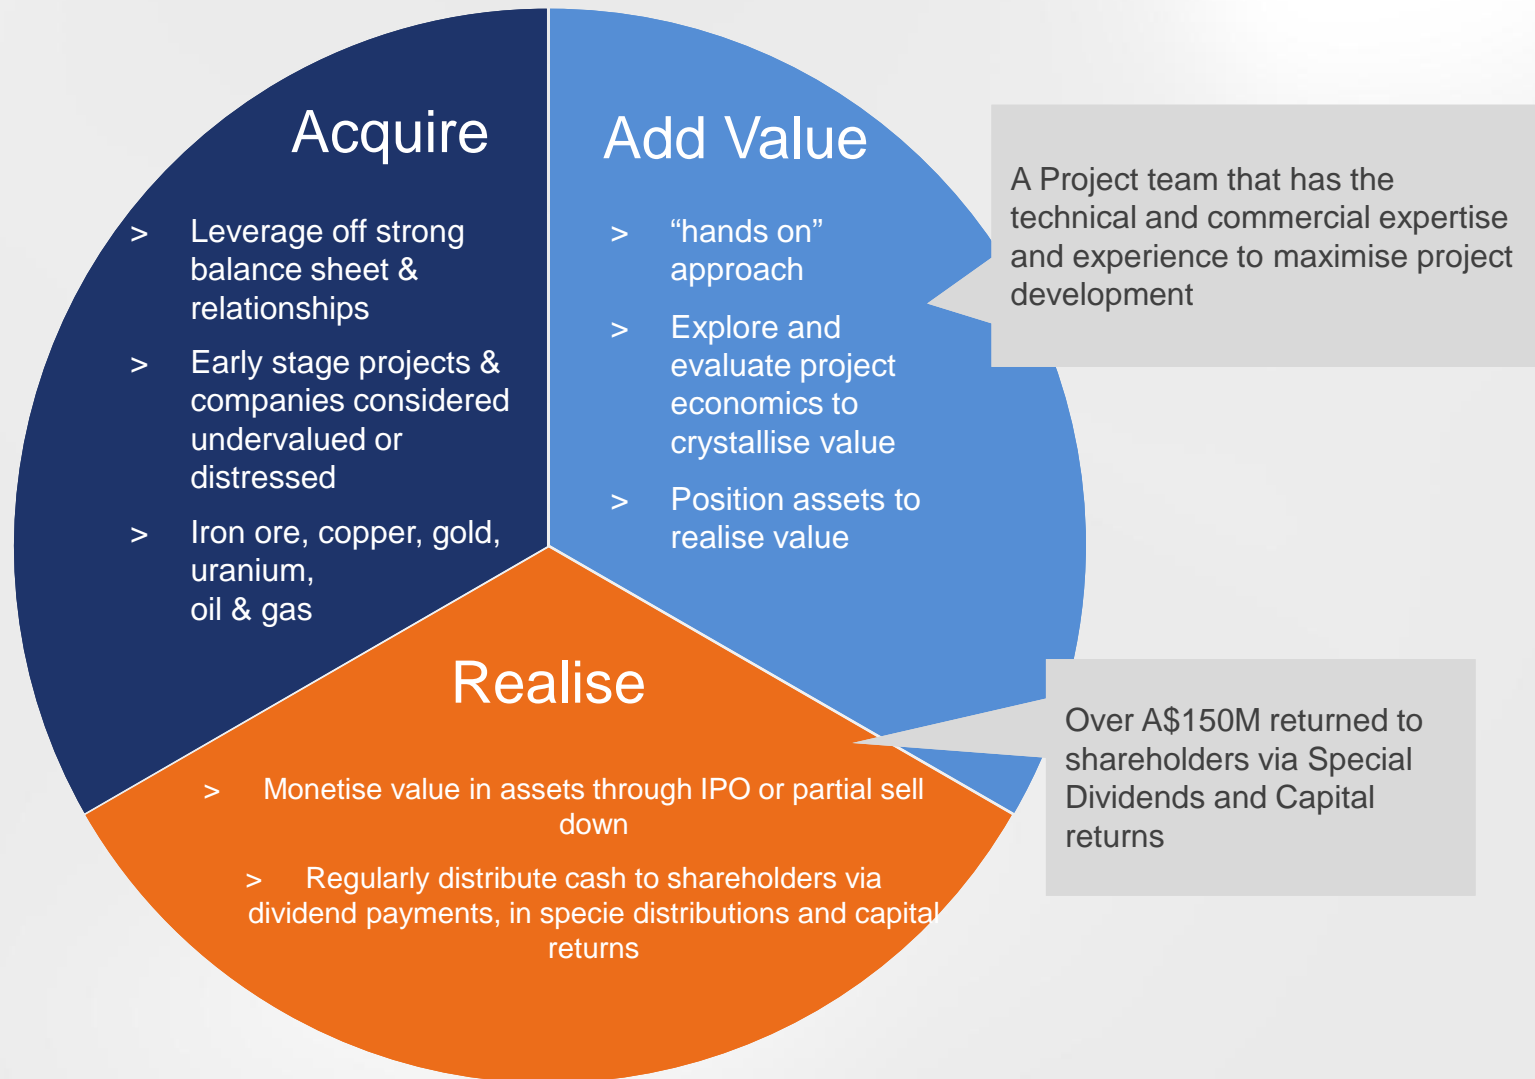 Acquire
> Leverage off strong
balance sheet &
relationships
> Early stage projects &
companies considered
undervalued or
distressed
> Iron ore, copper, gold,
uranium,
oil & gas
Add Value
> “hands on”
approach
> Explore and
evaluate project
economics to
crystallise value
> Position assets to
realise value
A Project team that has the
technical and commercial expertise
and experience to maximise project
development
Realise
> Monetise value in assets through IPO or partial sell
down
> Regularly distribute cash to shareholders via
dividend payments, in specie distributions and capital
returns
Over A$150M returned to
shareholders via Special
Dividends and Capital
returns